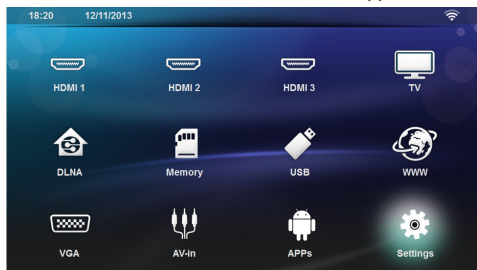 18:20 12/11/2013
HDMI 1 HDMI 2 HDMI 3 TV
DLNA Memory USB WWW
VGA AV-in APPs Settings